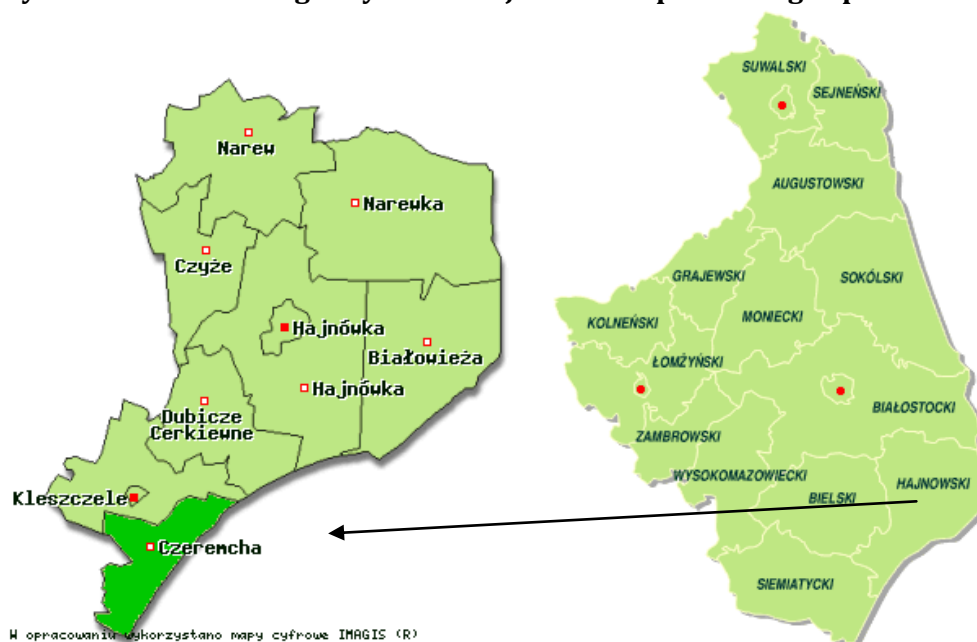 Narew
Narewka
Czyże
Hajnówka
Białowieża
Hajnówka
Dubicze
Cerkiewne
Kleszczele
Czeremcha
W opracowaniu wykorzystano mapy cyfrowe IMAGIS (R)
SUWALSKI
SEJNEŃSKI
AUGUSTOWSKI
GRAJEWSKI
SOKÓLSKI
KOLNEŃSKI
MONIECKI
ŁOMŻYŃSKI
BIAŁOSTOCKI
ZAMBROWSKI
WYSOKOMAZOWIECKI
HAJNOWSKI
BIELSKI
SIEMIATYCKI